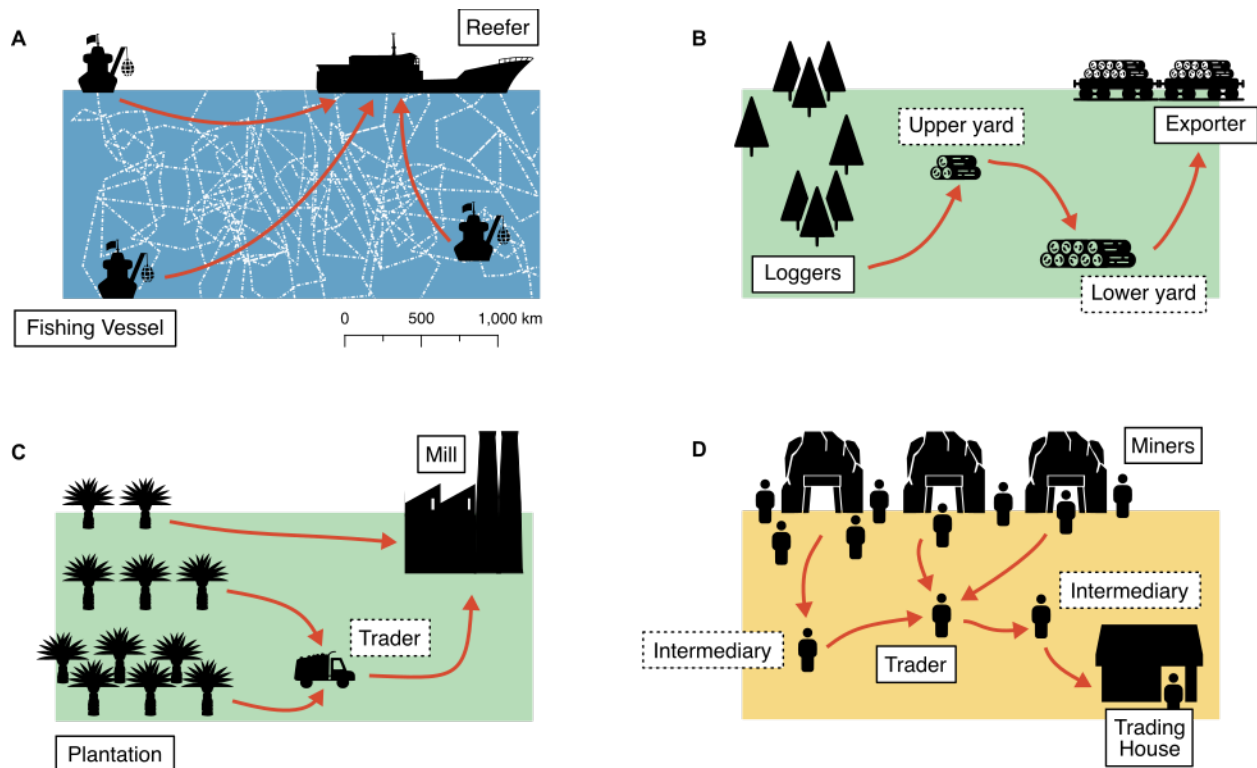 A
Reefer
Fishing Vessel
0 500 1,000 km
B
Upper yard
Exporter
Loggers
Lower yard
C
Mill
Trader
Plantation
D
Miners
Intermediary
Intermediary
Trader
Trading
House